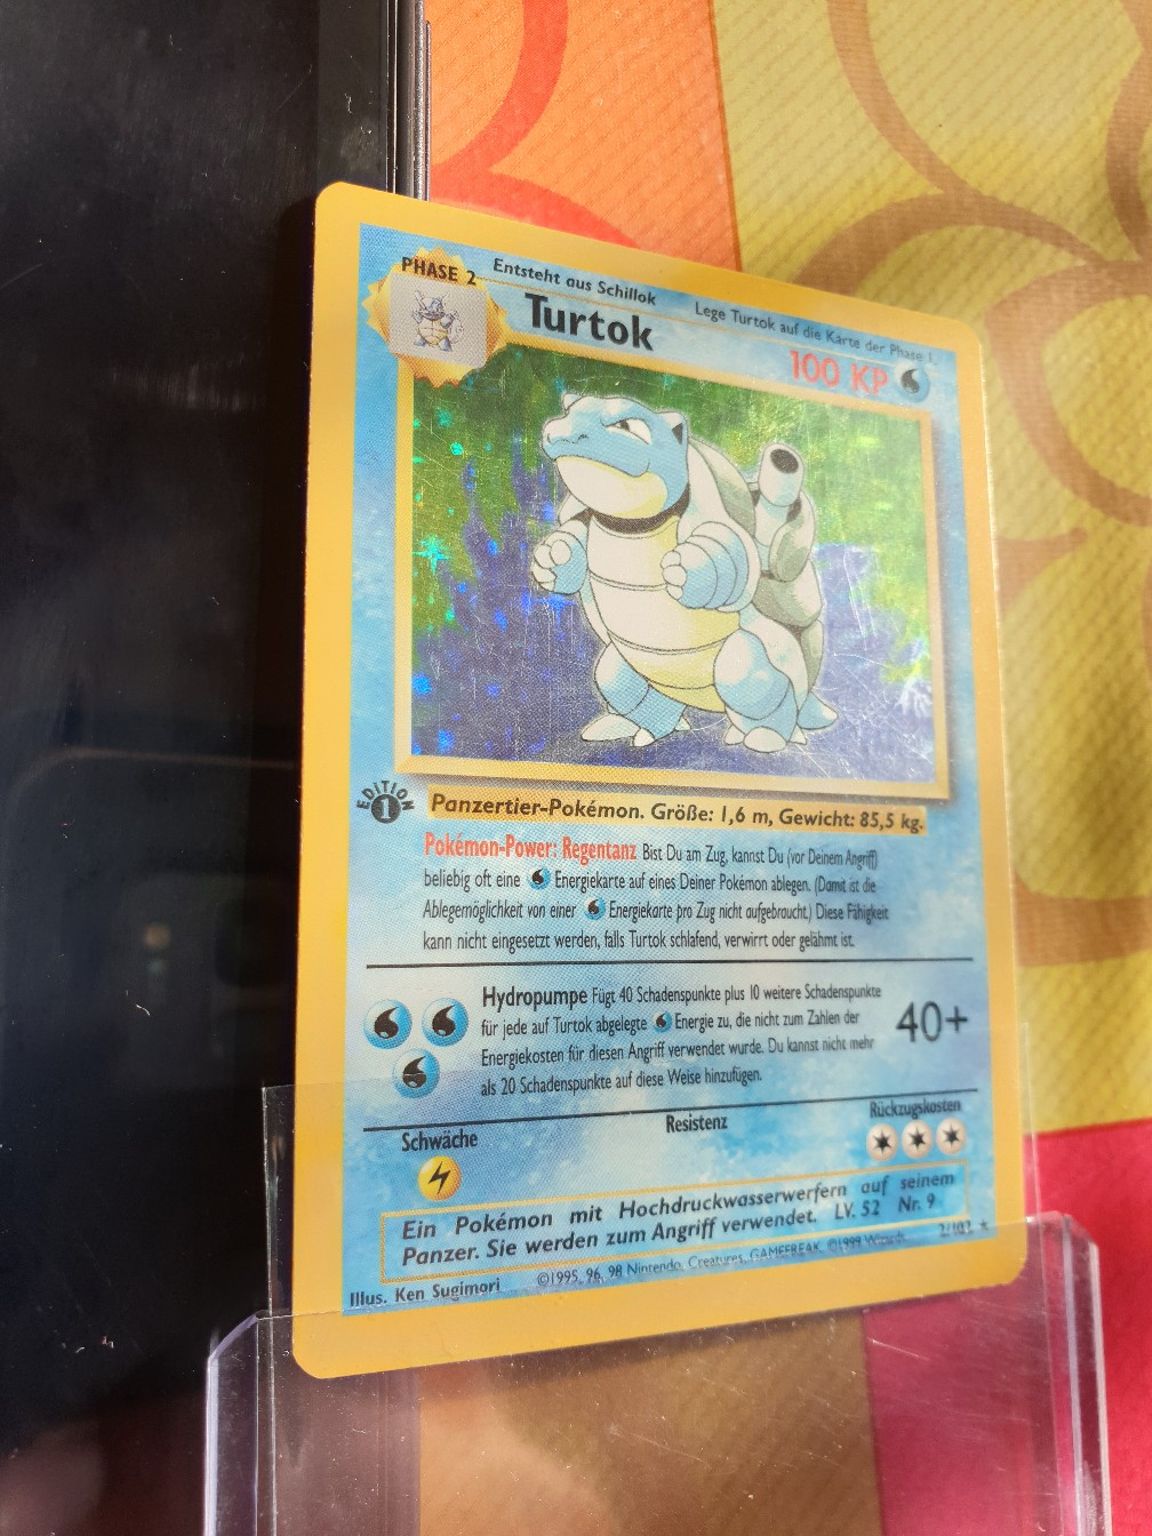 PHASE 2
Entsteht aus Schillok
Lege Turtok auf die Karte der Phase 1
Turtok
100 KP
EDITION
1
Panzertier-Pokémon. Größe: 1,6 m, Gewicht: 85,5 kg.
Pokémon-Power: Regentanz Bist Du am Zug, kannst Du (vor Deinem Angriff)
beliebig oft eine Energiekarte auf eines Deiner Pokémon ablegen. (Damit ist die
Ablegemöglichkeit von einer Energiekarte pro Zug nicht aufgebraucht.) Diese Fähigkeit
kann nicht eingesetzt werden, falls Turtok schlafend, verwirrt oder gelähmt ist.
Hydropumpe Fügt 40 Schadenspunkte plus 10 weitere Schadenspunkte
für jede auf Turtok abgelegte Energie zu, die nicht zum Zahlen der
Energiekosten für diesen Angriff verwendet wurde. Du kannst nicht mehr
als 20 Schadenspunkte auf diese Weise hinzufügen.
40+
Schwäche
Resistenz
Rückzugskosten
Ein Pokémon mit Hochdruckwasserwerfern auf seinem
Panzer. Sie werden zum Angriff verwendet. LV. 52 Nr. 9
Illus. Ken Sugimori
©1995, 96, 98 Nintendo, Creatures, GAMEFREAK. ©1999 Wizards.
2/102 ★